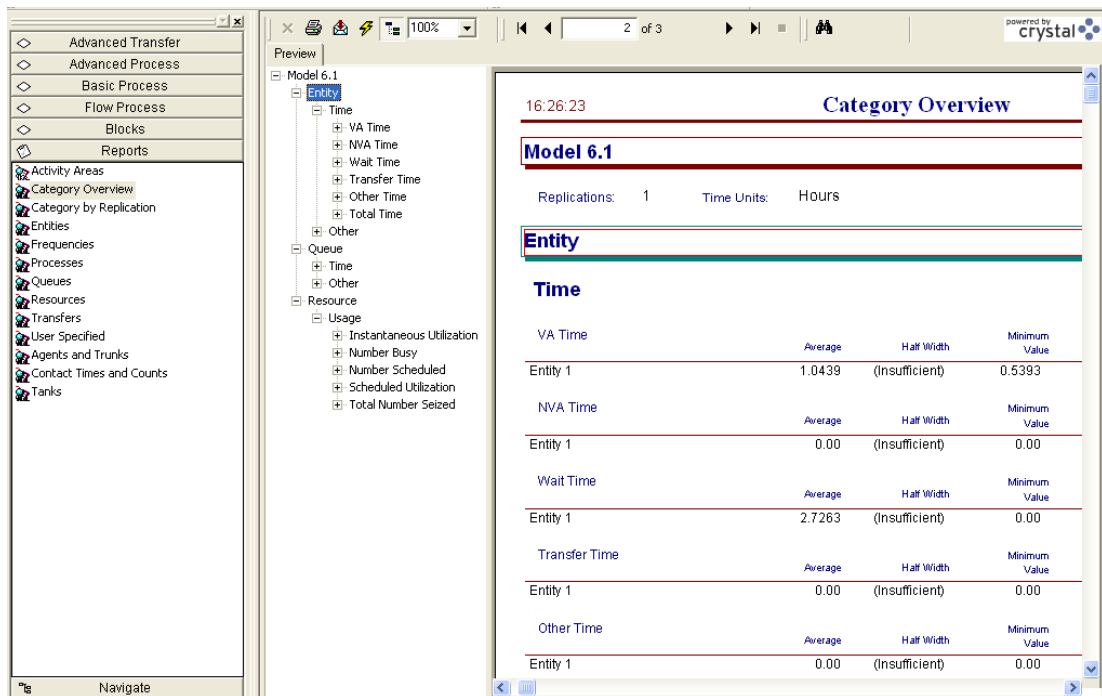 100%
2 of 3
powered by
crystal
Preview
Advanced Transfer
Advanced Process
Basic Process
Flow Process
Blocks
Reports
Activity Areas
Category Overview
Category by Replication
Entities
Frequencies
Processes
Queues
Resources
Transfers
User Specified
Agents and Trunks
Contact Times and Counts
Tanks
Navigate
Model 6.1
Entity
Time
VA Time
NVA Time
Wait Time
Transfer Time
Other Time
Total Time
Other
Queue
Time
Other
Resource
Usage
Instantaneous Utilization
Number Busy
Number Scheduled
Scheduled Utilization
Total Number Seized
16:26:23 Category Overview
Model 6.1
Replications: 1 Time Units: Hours
Entity
Time
VA Time
Average Half Width Minimum Value
Entity 1 1.0439 (Insufficient) 0.5393
NVA Time
Average Half Width Minimum Value
Entity 1 0.00 (Insufficient) 0.00
Wait Time
Average Half Width Minimum Value
Entity 1 2.7263 (Insufficient) 0.00
Transfer Time
Average Half Width Minimum Value
Entity 1 0.00 (Insufficient) 0.00
Other Time
Average Half Width Minimum Value
Entity 1 0.00 (Insufficient) 0.00